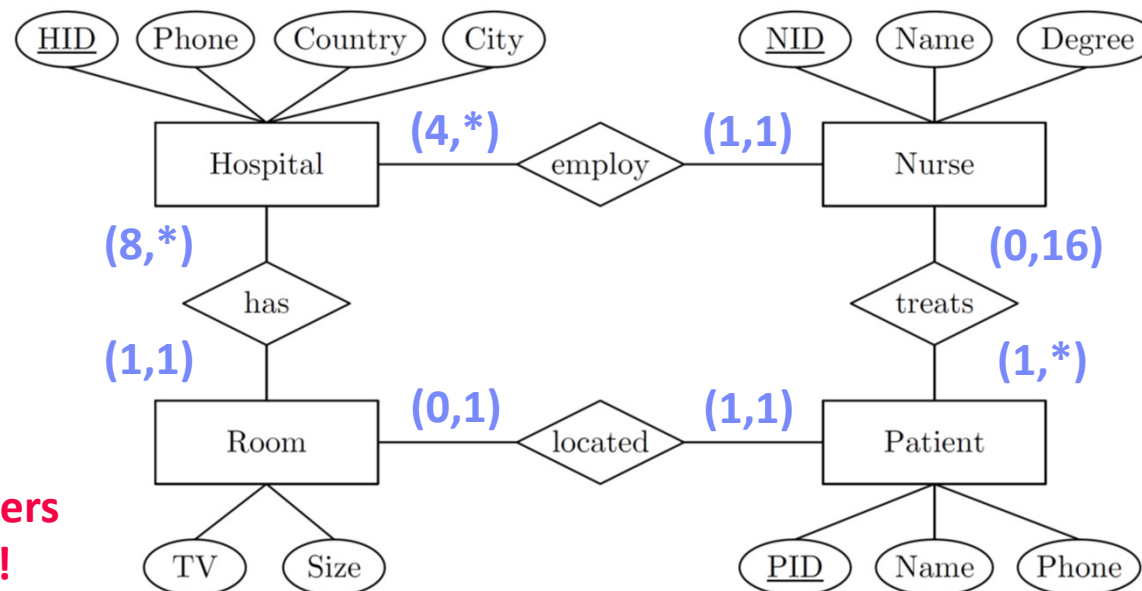 HID Phone Country City NID Name Degree
(4,*) (1,1)
Hospital employ Nurse
(8,*) (0,16)
has treats
(1,1) (1,*)
(0,1) (1,1)
Room located Patient
ers
!
TV Size PID Name Phone